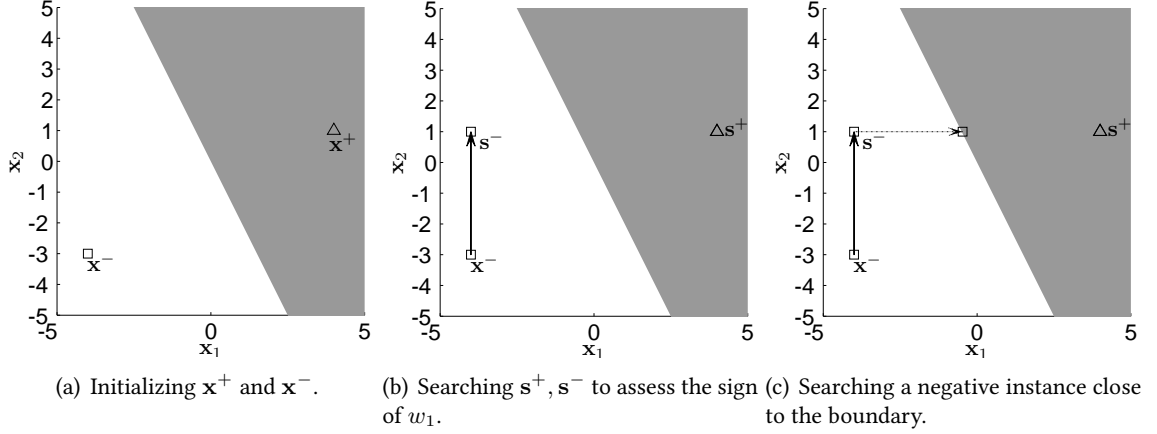 5
4
3
2
1
0
-1
-2
-3
-4
-5
-5 0 5
x₂
x₁
x⁺
x⁻
(a) Initializing x⁺ and x⁻.
5
4
3
2
1
0
-1
-2
-3
-4
-5
-5 0 5
x₂
x₁
s⁻
s⁺
x⁻
(b) Searching s⁺, s⁻ to assess the sign
of w₁.
5
4
3
2
1
0
-1
-2
-3
-4
-5
-5 0 5
x₂
x₁
s⁻
s⁺
x⁻
(c) Searching a negative instance close
to the boundary.